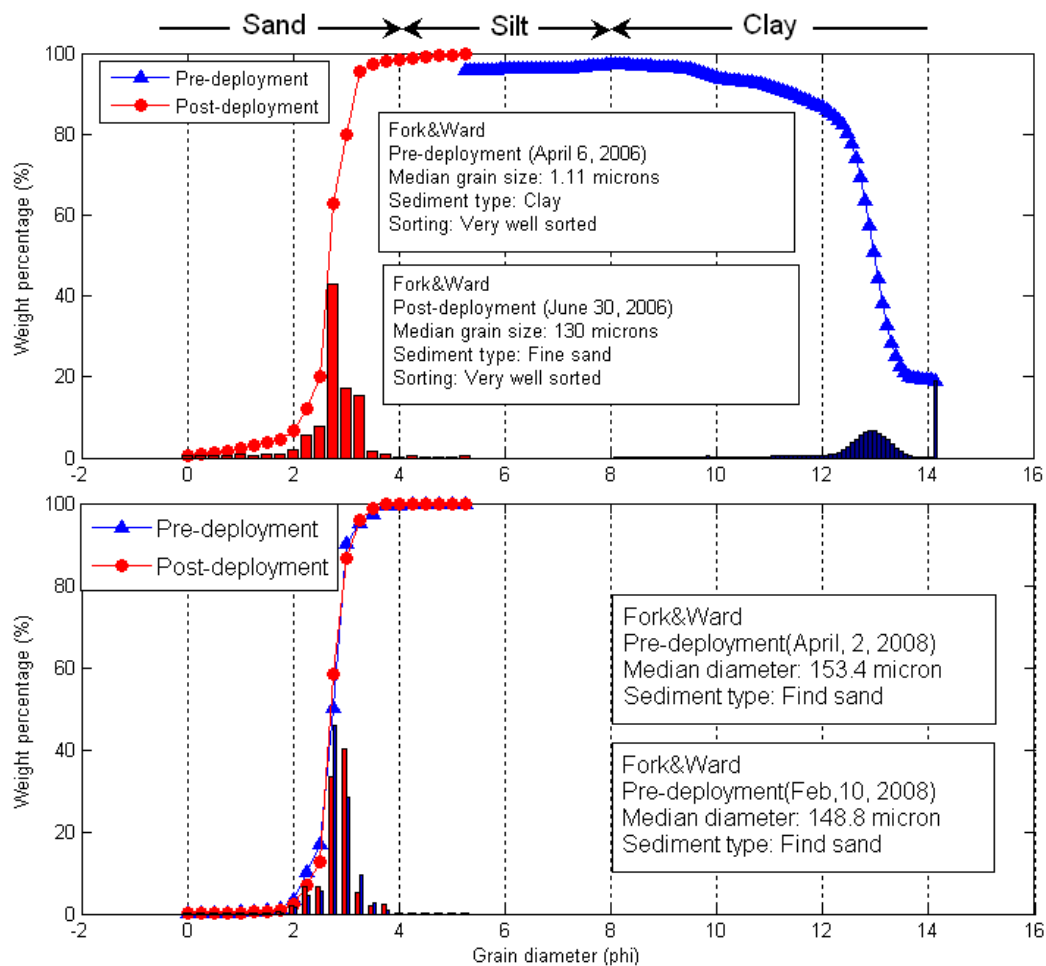 Sand Silt Clay
Pre-deployment
Post-deployment
Fork&Ward
Pre-deployment (April 6, 2006)
Median grain size: 1.11 microns
Sediment type: Clay
Sorting: Very well sorted
Fork&Ward
Post-deployment (June 30, 2006)
Median grain size: 130 microns
Sediment type: Fine sand
Sorting: Very well sorted
Weight percentage (%)
100
80
60
40
20
0
-2 0 2 4 6 8 10 12 14 16
Pre-deployment
Post-deployment
Fork&Ward
Pre-deployment(April, 2, 2008)
Median diameter: 153.4 micron
Sediment type: Find sand
Fork&Ward
Pre-deployment(Feb,10, 2008)
Median diameter: 148.8 micron
Sediment type: Find sand
Weight percentage (%)
100
80
60
40
20
0
-2 0 2 4 6 8 10 12 14 16
Grain diameter (phi)